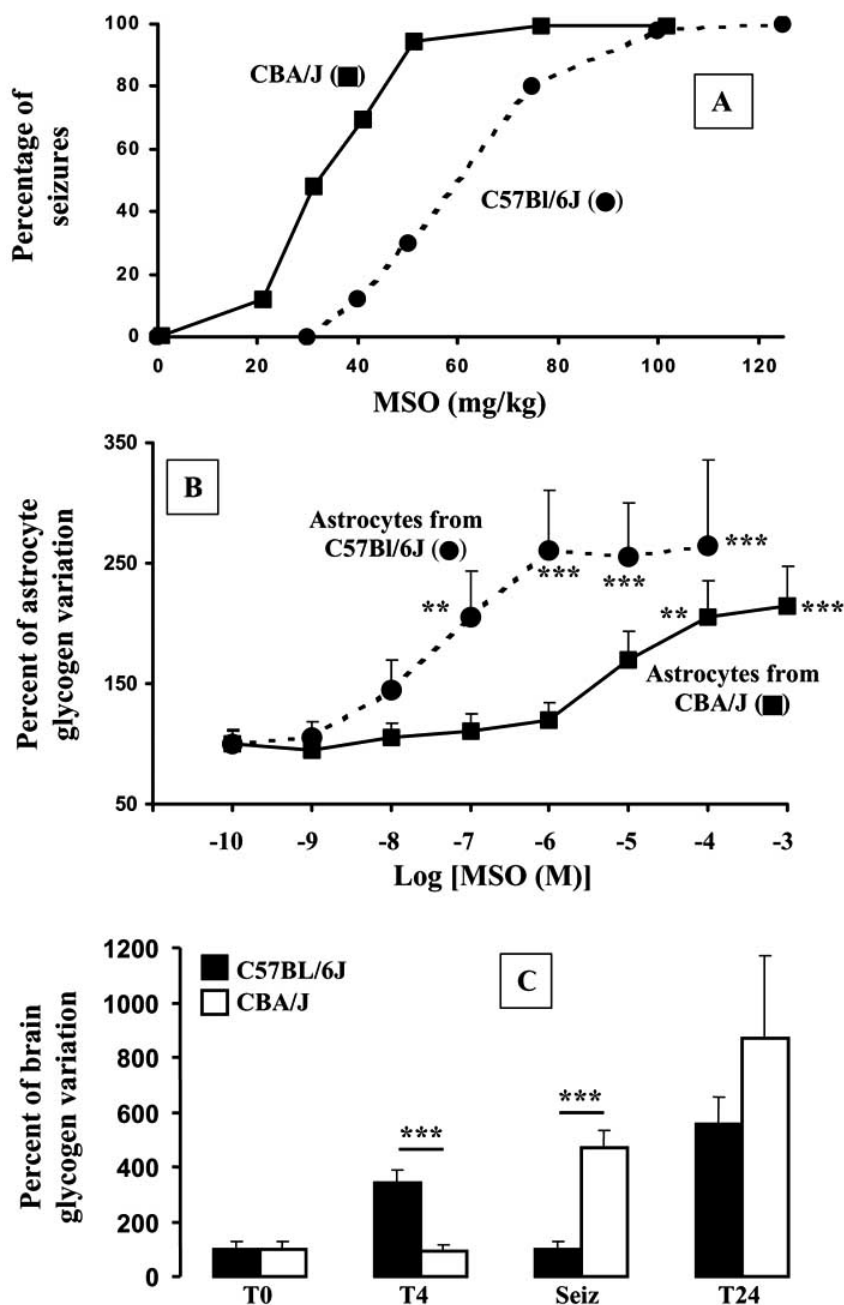 100
80
60
40
20
0
Percentage of
seizures
CBA/J (■)
A
C57Bl/6J (●)
0 20 40 60 80 100 120
MSO (mg/kg)
350
250
150
50
Percent of astrocyte
glycogen variation
B
Astrocytes from
C57Bl/6J (●)
**
***
***
***
**
***
Astrocytes from
CBA/J (■)
-10 -9 -8 -7 -6 -5 -4 -3
Log [MSO (M)]
1200
1000
800
600
400
200
0
Percent of brain
glycogen variation
C57BL/6J
CBA/J
C
***
***
T0 T4 Seiz T24